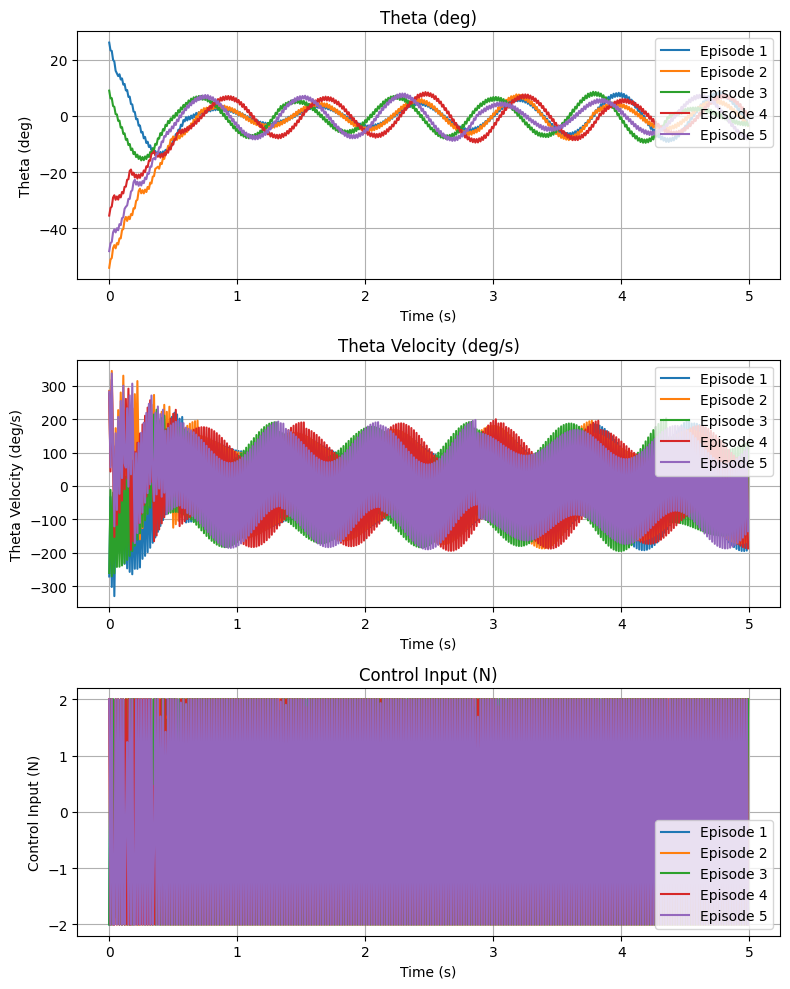 Theta (deg)
Theta (deg)
20
0
−20
−40
Episode 1
Episode 2
Episode 3
Episode 4
Episode 5
0 1 2 3 4 5
Time (s)
Theta Velocity (deg/s)
Theta Velocity (deg/s)
300
200
100
0
−100
−200
−300
Episode 1
Episode 2
Episode 3
Episode 4
Episode 5
0 1 2 3 4 5
Time (s)
Control Input (N)
Control Input (N)
2
1
0
−1
−2
Episode 1
Episode 2
Episode 3
Episode 4
Episode 5
0 1 2 3 4 5
Time (s)